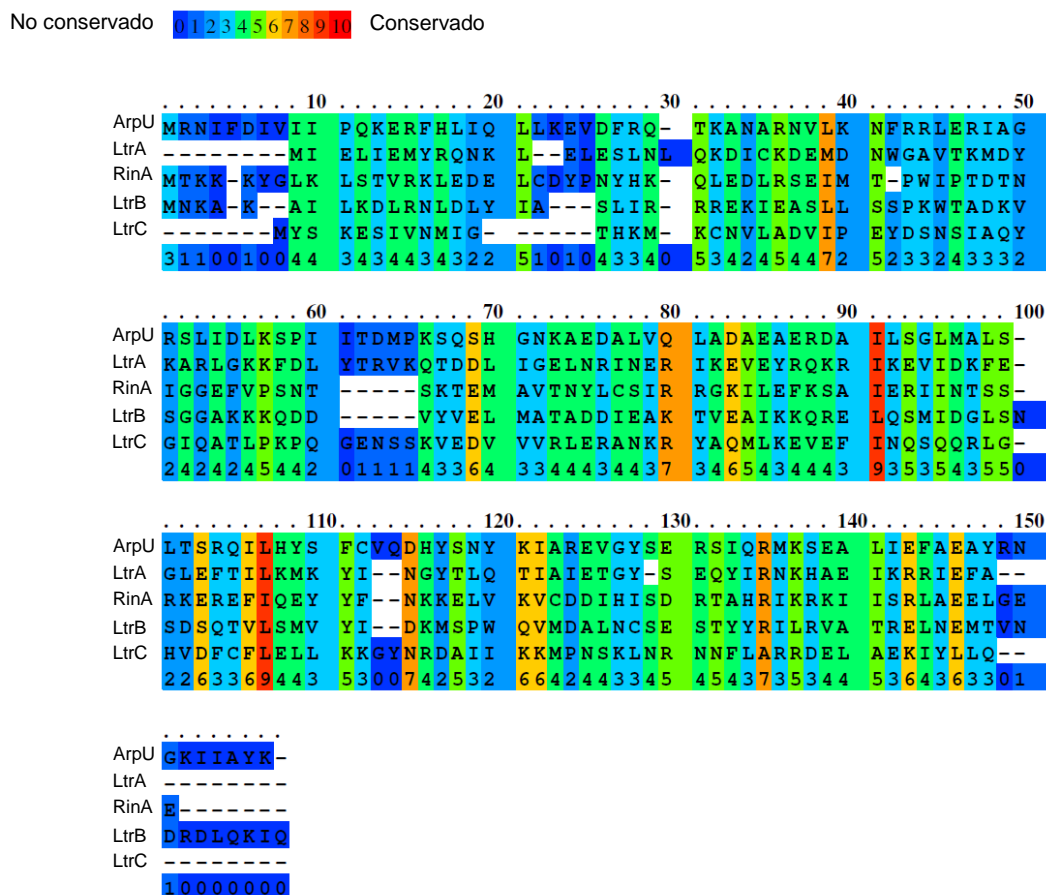 No conservado 0 1 2 3 4 5 6 7 8 9 10 Conservado
. . . . . . . . 10 . . . . . . . . . 20 . . . . . . . . . 30 . . . . . . . . . 40 . . . . . . . . . 50
ArpU MRNIFDIVII PQKERFHLIQ LLKEVDFRQ- TKANARNVLK NFRRLERIAG
LtrA --------MI ELIEMYRQNK L--ELESLNL QKDICKDEMD NWGAVTKMDY
RinA MTKK-KYGLK LSTVRKLEDE LCDYPNYHK- QLEDLRSEIM T-PWIPTDTN
LtrB MNKA-K--AI LKDLRNLDLY IA---SLIR- RREKIEASLL SSPKWTADKV
LtrC -------MYS KESIVNMIG- -----THKM- KCNVLADVIP EYDSNSIAQY
3110010044 3434434322 5101043340 5342454472 5233243332
. . . . . . . . . 60 . . . . . . . . . 70 . . . . . . . . . 80 . . . . . . . . . 90 . . . . . . . . . 100
ArpU RSLIDLKSPI ITDMPKSQSH GNKAEDALVQ LADAEAERDA ILSGLMALS-
LtrA KARLGKKFDL YTRVKQTDDL IGELNRINER IKEVEYRQKR IKEVIDKFE-
RinA IGGEFVPSNT -----SKTEM AVTNYLCSIR RGKILEFKSA IERIINTSS-
LtrB SGGAKKKQDD -----VYVEL MATADDIEAK TVEAIKKQRE LQSMIDGLSN
LtrC GIQATLPKPQ GENSSKVEDV VVRLERANKR YAQMLKEVEF INQSQQRLG-
2424245442 0111143364 3344434437 3465434443 9353543550
. . . . . . . . . 110 . . . . . . . . . 120 . . . . . . . . . 130 . . . . . . . . . 140 . . . . . . . . . 150
ArpU LTSRQILHYS FCVQDHYSNY KIAREVGYSE RSIQRMKSEA LIEFAEAYRN
LtrA GLEFTILKMK YI--NGYTLQ TIAIETGY-S EQYIRNKHAE IKRRIEFA--
RinA RKEREFIQEY YF--NKKELV KVCDDIHISD RTAHRIKRKI ISRLAEELGE
LtrB SDSQTVLSMV YI--DKMSPW QVMDALNCSE STYYRILRVA TRELNEMTVN
LtrC HVDFCFLELL KKGYNRDAII KKMPNSKLNR NNFLARRDEL AEKIYLLQ--
2263369443 5300742532 6642443345 4543735344 5364363301
. . . . . . . .
ArpU GKIIAYK-
LtrA --------
RinA E-------
LtrB DRDLQKIQ
LtrC --------
10000000